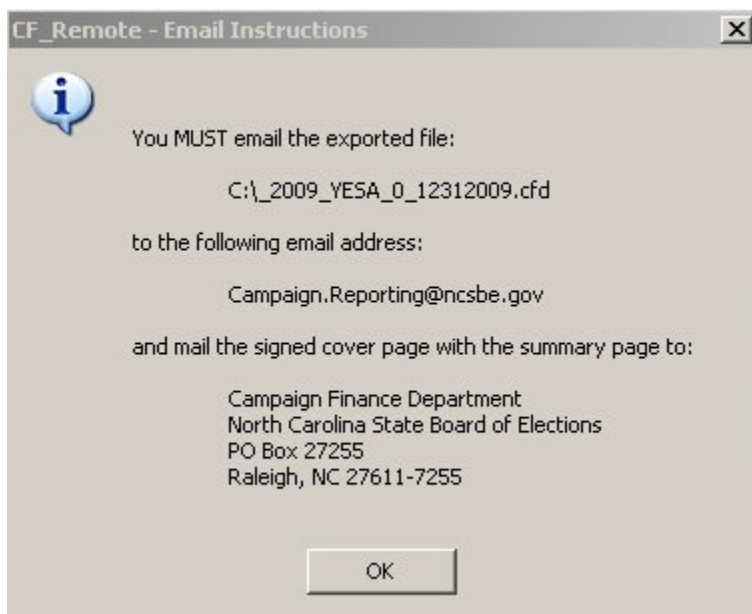 CF_Remote - Email Instructions
You MUST email the exported file:
C:\_2009_YESA_0_12312009.cfd
to the following email address:
Campaign.Reporting@ncsbe.gov
and mail the signed cover page with the summary page to:
Campaign Finance Department
North Carolina State Board of Elections
PO Box 27255
Raleigh, NC 27611-7255
OK